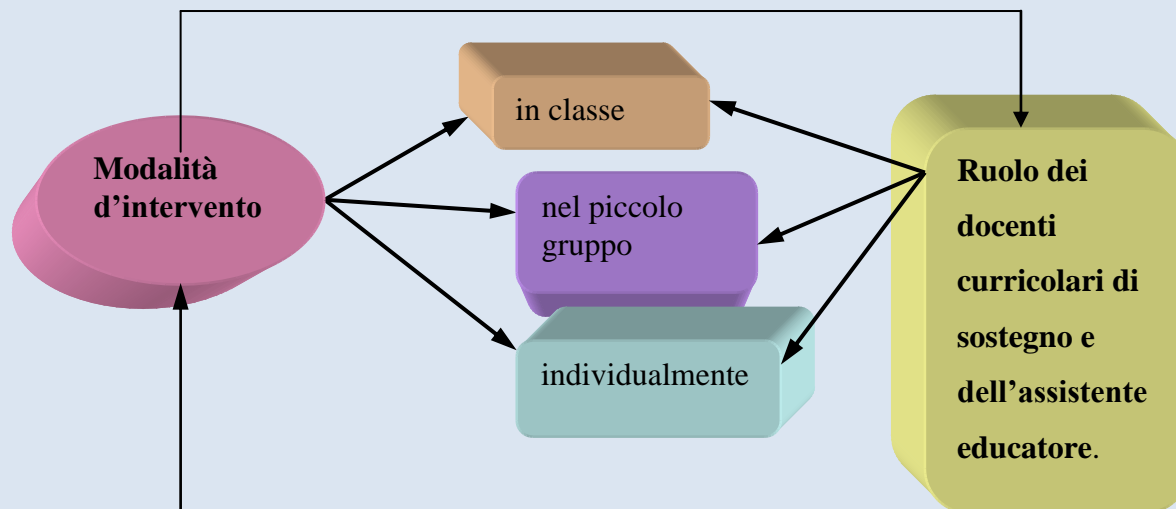 in classe
Modalità
d’intervento
nel piccolo
gruppo
individualmente
Ruolo dei
docenti
curricolari di
sostegno e
dell’assistente
educatore.